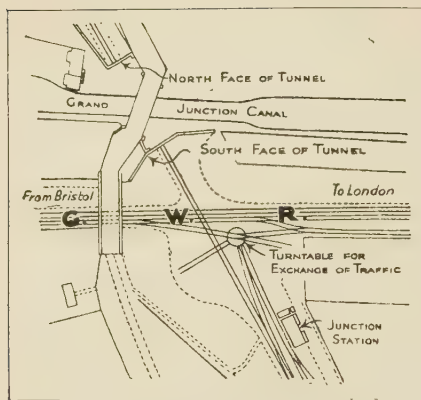 NORTH FACE OF TUNNEL
GRAND JUNCTION CANAL
SOUTH FACE OF TUNNEL
From Bristol
To London
G. W. R.
TURNTABLE FOR
EXCHANGE OF TRAFFIC
JUNCTION
STATION